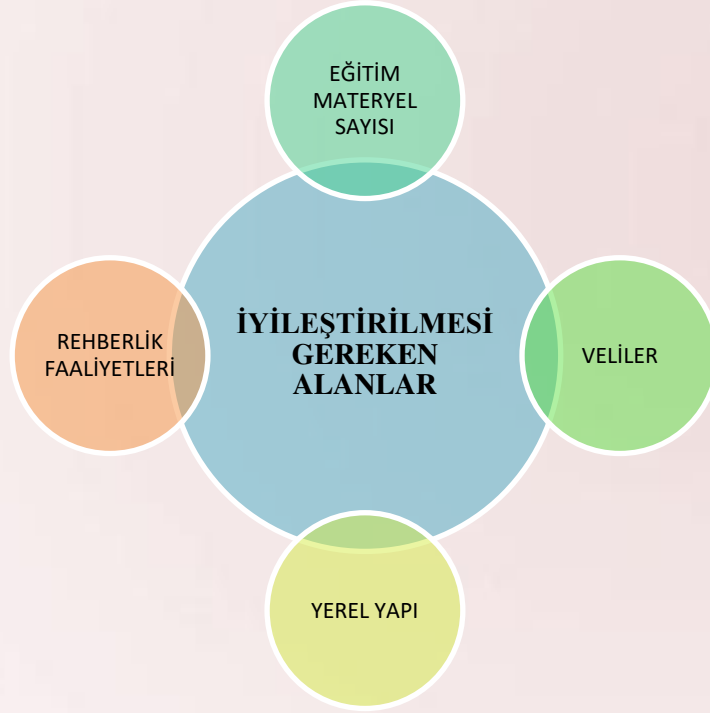 EĞİTİM
MATERYEL
SAYISI
İYİLEŞTİRİLMESİ
GEREKEN
ALANLAR
REHBERLİK
FAALİYETLERİ
VELİLER
YEREL YAPI